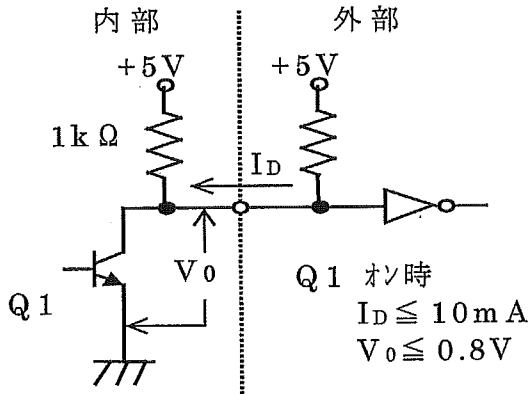 内部
外部
+5V
+5V
1kΩ
ID
V0
Q1
Q1 オン時
ID≦10mA
V0≦0.8V